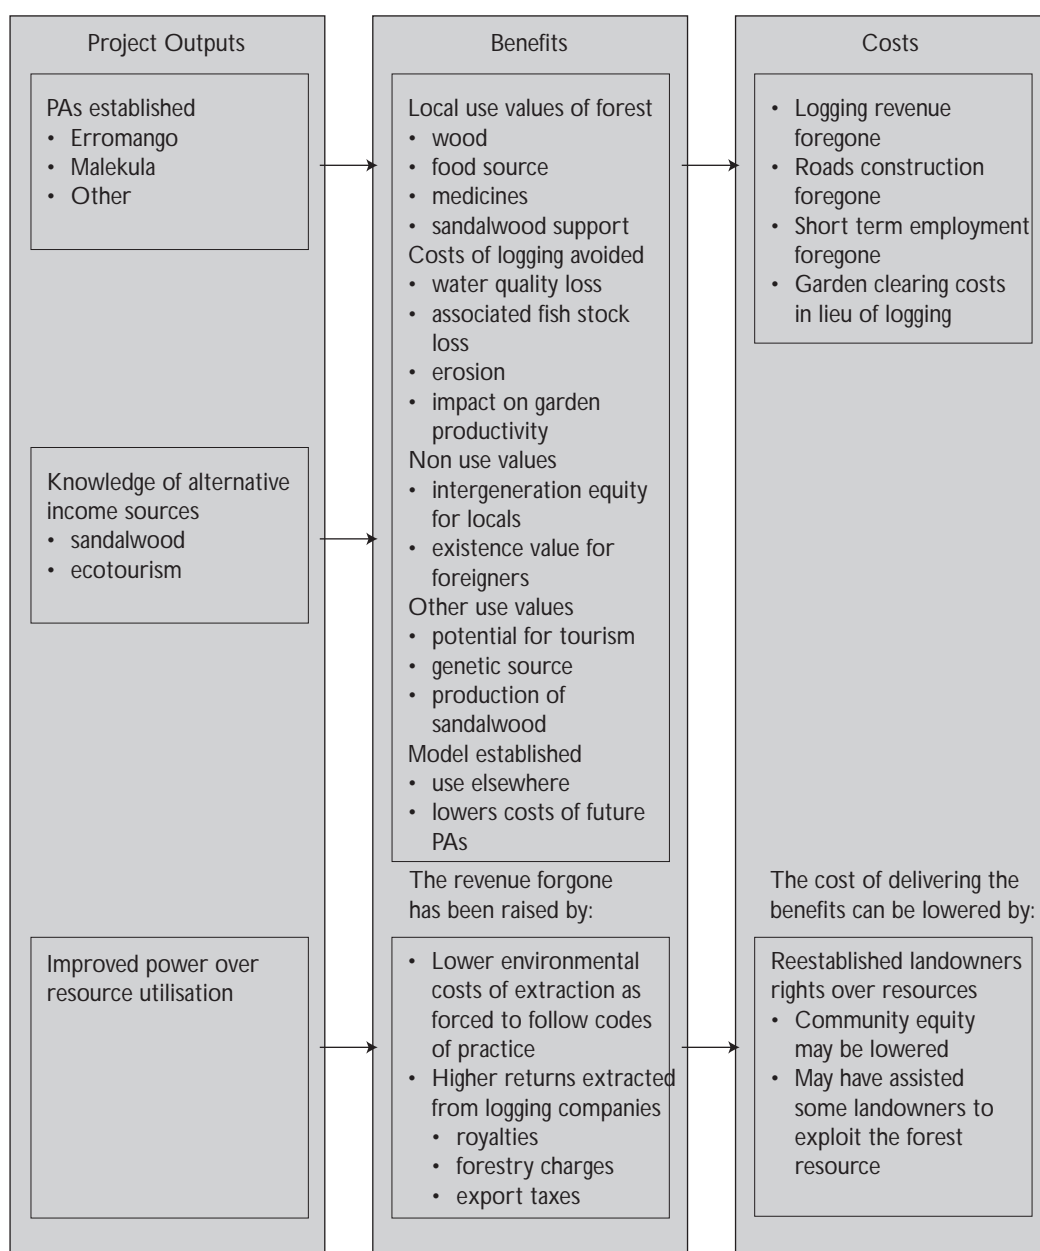 Project Outputs
PAs established
• Erromango
• Malekula
• Other
Knowledge of alternative
income sources
• sandalwood
• ecotourism
Improved power over
resource utilisation
Benefits
Local use values of forest
• wood
• food source
• medicines
• sandalwood support
Costs of logging avoided
• water quality loss
• associated fish stock
loss
• erosion
• impact on garden
productivity
Non use values
• intergeneration equity
for locals
• existence value for
foreigners
Other use values
• potential for tourism
• genetic source
• production of
sandalwood
Model established
• use elsewhere
• lowers costs of future
PAs
The revenue forgone
has been raised by:
• Lower environmental
costs of extraction as
forced to follow codes
of practice
• Higher returns extracted
from logging companies
• royalties
• forestry charges
• export taxes
Costs
• Logging revenue
foregone
• Roads construction
foregone
• Short term employment
foregone
• Garden clearing costs
in lieu of logging
The cost of delivering the
benefits can be lowered by:
Reestablished landowners
rights over resources
• Community equity
may be lowered
• May have assisted
some landowners to
exploit the forest
resource